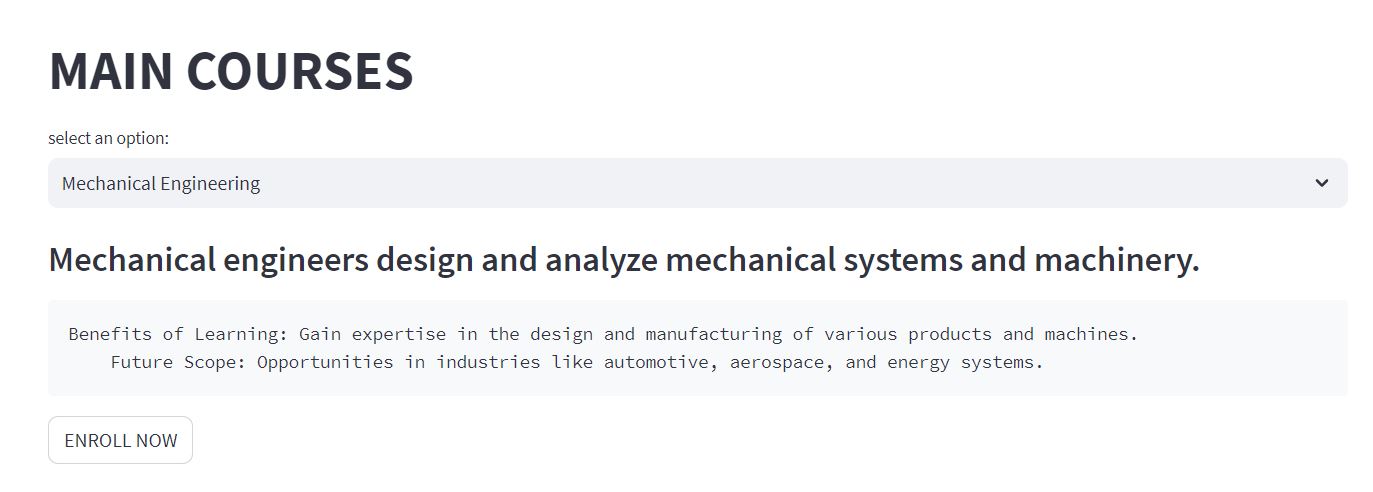 MAIN COURSES
select an option:
Mechanical Engineering
Mechanical engineers design and analyze mechanical systems and machinery.
Benefits of Learning: Gain expertise in the design and manufacturing of various products and machines.
Future Scope: Opportunities in industries like automotive, aerospace, and energy systems.
ENROLL NOW